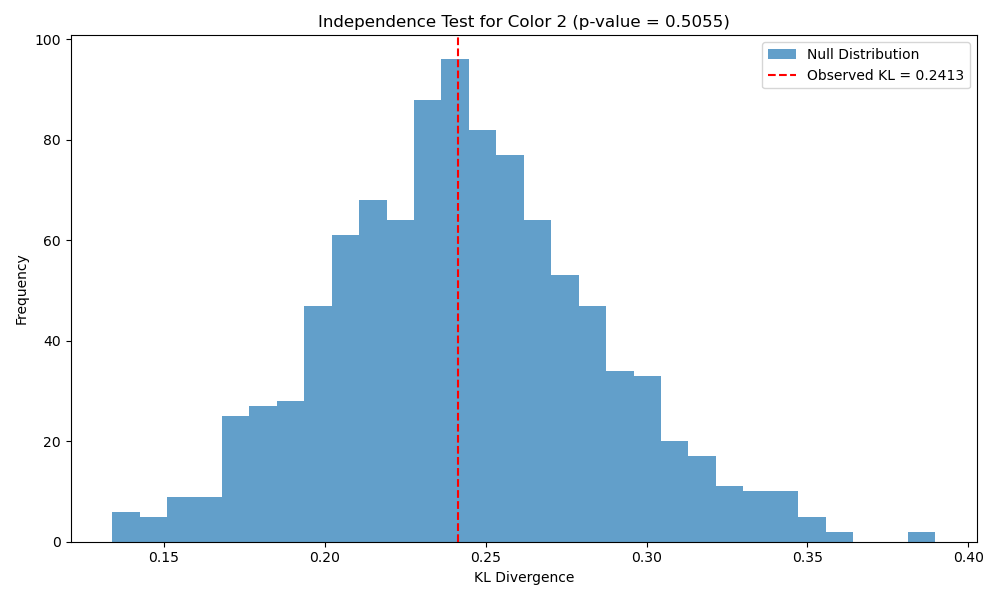 Independence Test for Color 2 (p-value = 0.5055)
Null Distribution
Observed KL = 0.2413
100
80
60
40
20
0
Frequency
0.15
0.20
0.25
0.30
0.35
0.40
KL Divergence